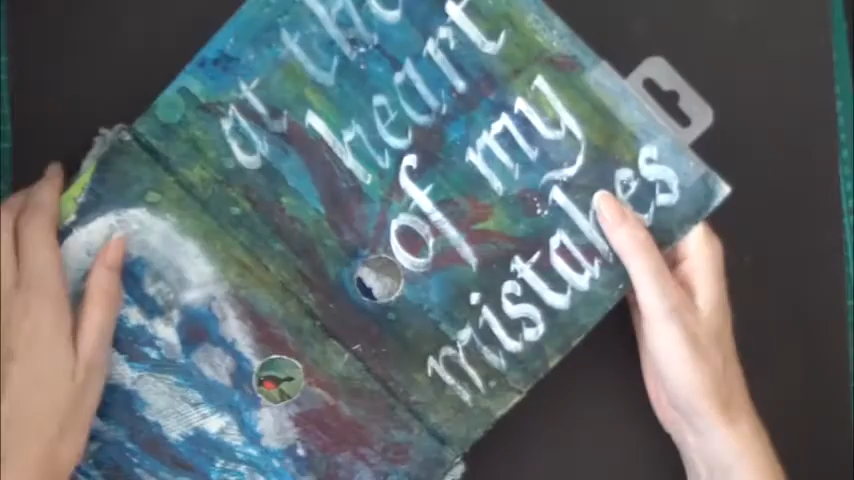 at the
heart
of my
mistakes